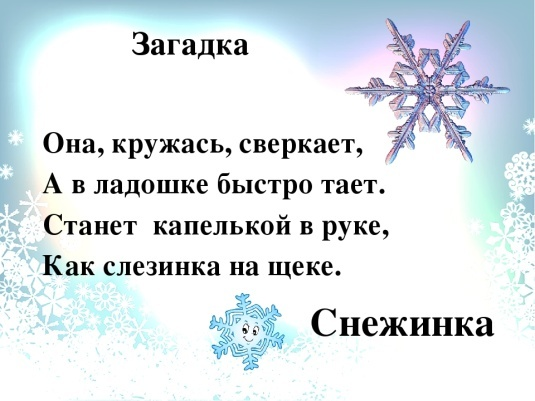 Загадка
Она, кружась, сверкает,
А в ладошке быстро тает.
Станет капелькой в руке,
Как слезинка на щеке.
Снежинка